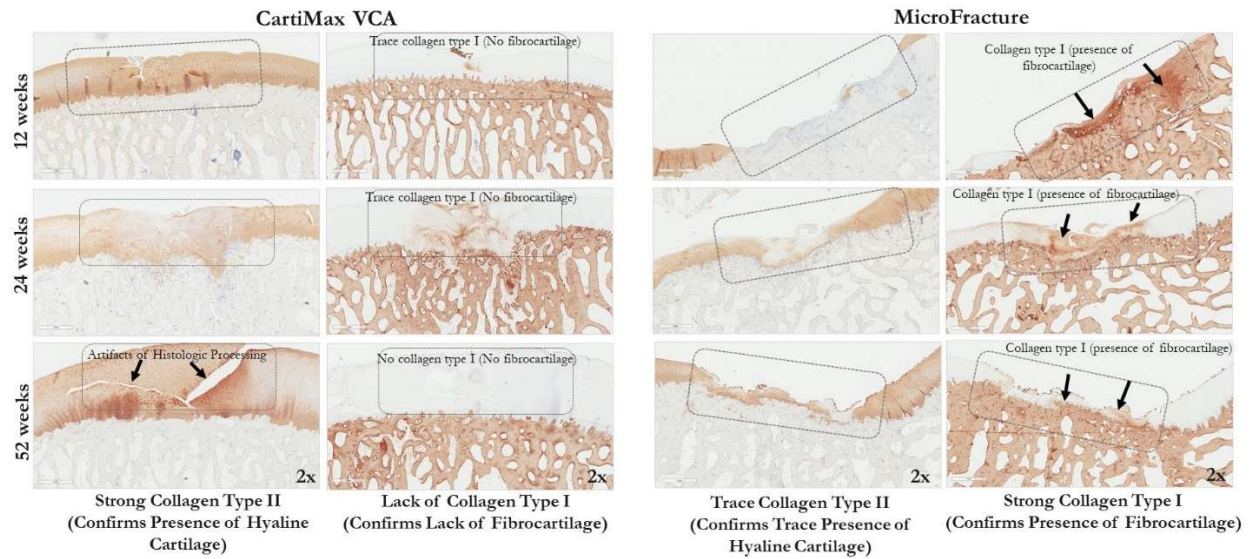 CartiMax VCA
MicroFracture
12 weeks
Trace collagen type I (No fibrocartilage)
Collagen type I (presence of
fibrocartilage)
24 weeks
Trace collagen type I (No fibrocartilage)
Collagen type I (presence of fibrocartilage)
52 weeks
Artifacts of Histologic Processing
No collagen type I (No fibrocartilage)
Collagen type I (presence of fibrocartilage)
2x
2x
2x
2x
Strong Collagen Type II
(Confirms Presence of Hyaline
Cartilage)
Lack of Collagen Type I
(Confirms Lack of Fibrocartilage)
Trace Collagen Type II
(Confirms Trace Presence of
Hyaline Cartilage)
Strong Collagen Type I
(Confirms Presence of Fibrocartilage)